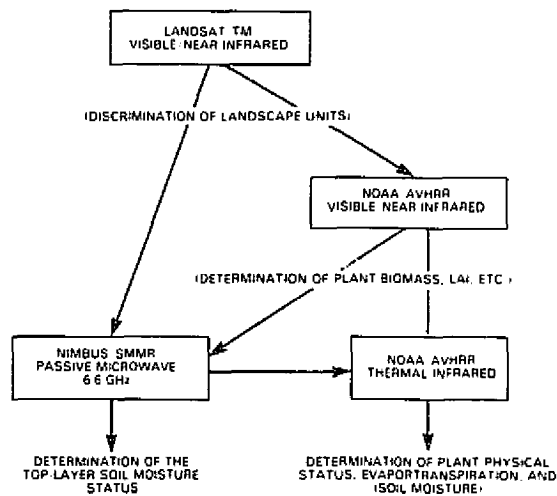 LANDSAT TM
VISIBLE NEAR INFRARED
(DISCRIMINATION OF LANDSCAPE UNITS)
NOAA AVHRR
VISIBLE NEAR INFRARED
(DETERMINATION OF PLANT BIOMASS, LAI, ETC.)
NIMBUS SMMR
PASSIVE MICROWAVE
6.6 GHz
NOAA AVHRR
THERMAL INFRARED
DETERMINATION OF THE
TOP-LAYER SOIL MOISTURE
STATUS
DETERMINATION OF PLANT PHYSICAL
STATUS, EVAPORTRANSPIRATION, AND
(SOIL MOISTURE)